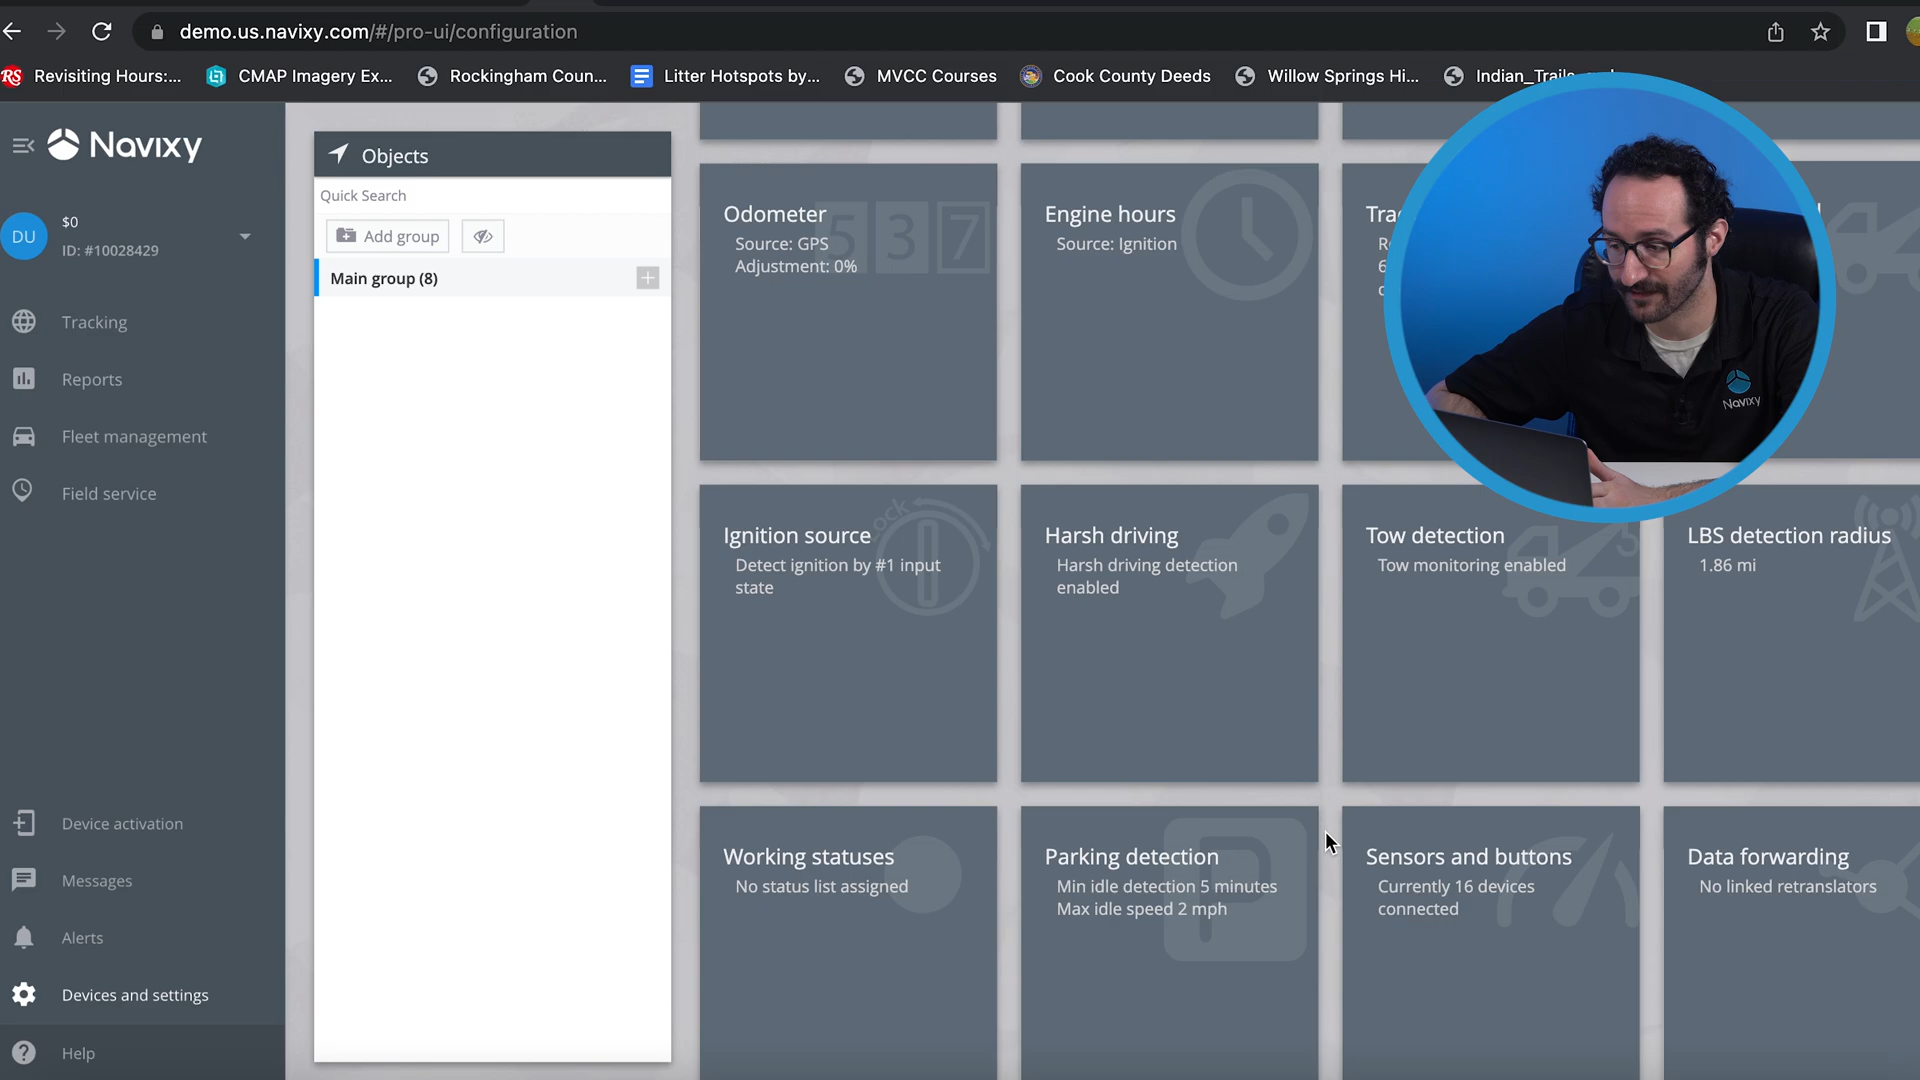 demo.us.navixy.com/#/pro-ui/configuration
RS Revisiting Hours:...
CMAP Imagery Ex...
Rockingham Coun...
Litter Hotspots by...
MVCC Courses
Cook County Deeds
Willow Springs Hi...
Navixy
DU
$0
ID: #10028429
Tracking
Reports
Fleet management
Field service
Device activation
Messages
Alerts
Devices and settings
Help
Objects
Quick Search
Add group
Main group (8)
Odometer
Source: GPS
Adjustment: 0%
537
Engine hours
Source: Ignition
Navixy
Ignition source
Detect ignition by #1 input
state
ock
Harsh driving
Harsh driving detection
enabled
Tow detection
Tow monitoring enabled
LBS detection radius
1.86 mi
Working statuses
No status list assigned
Parking detection
Min idle detection 5 minutes
Max idle speed 2 mph
P
Sensors and buttons
Currently 16 devices
connected
Data forwarding
No linked retranslators